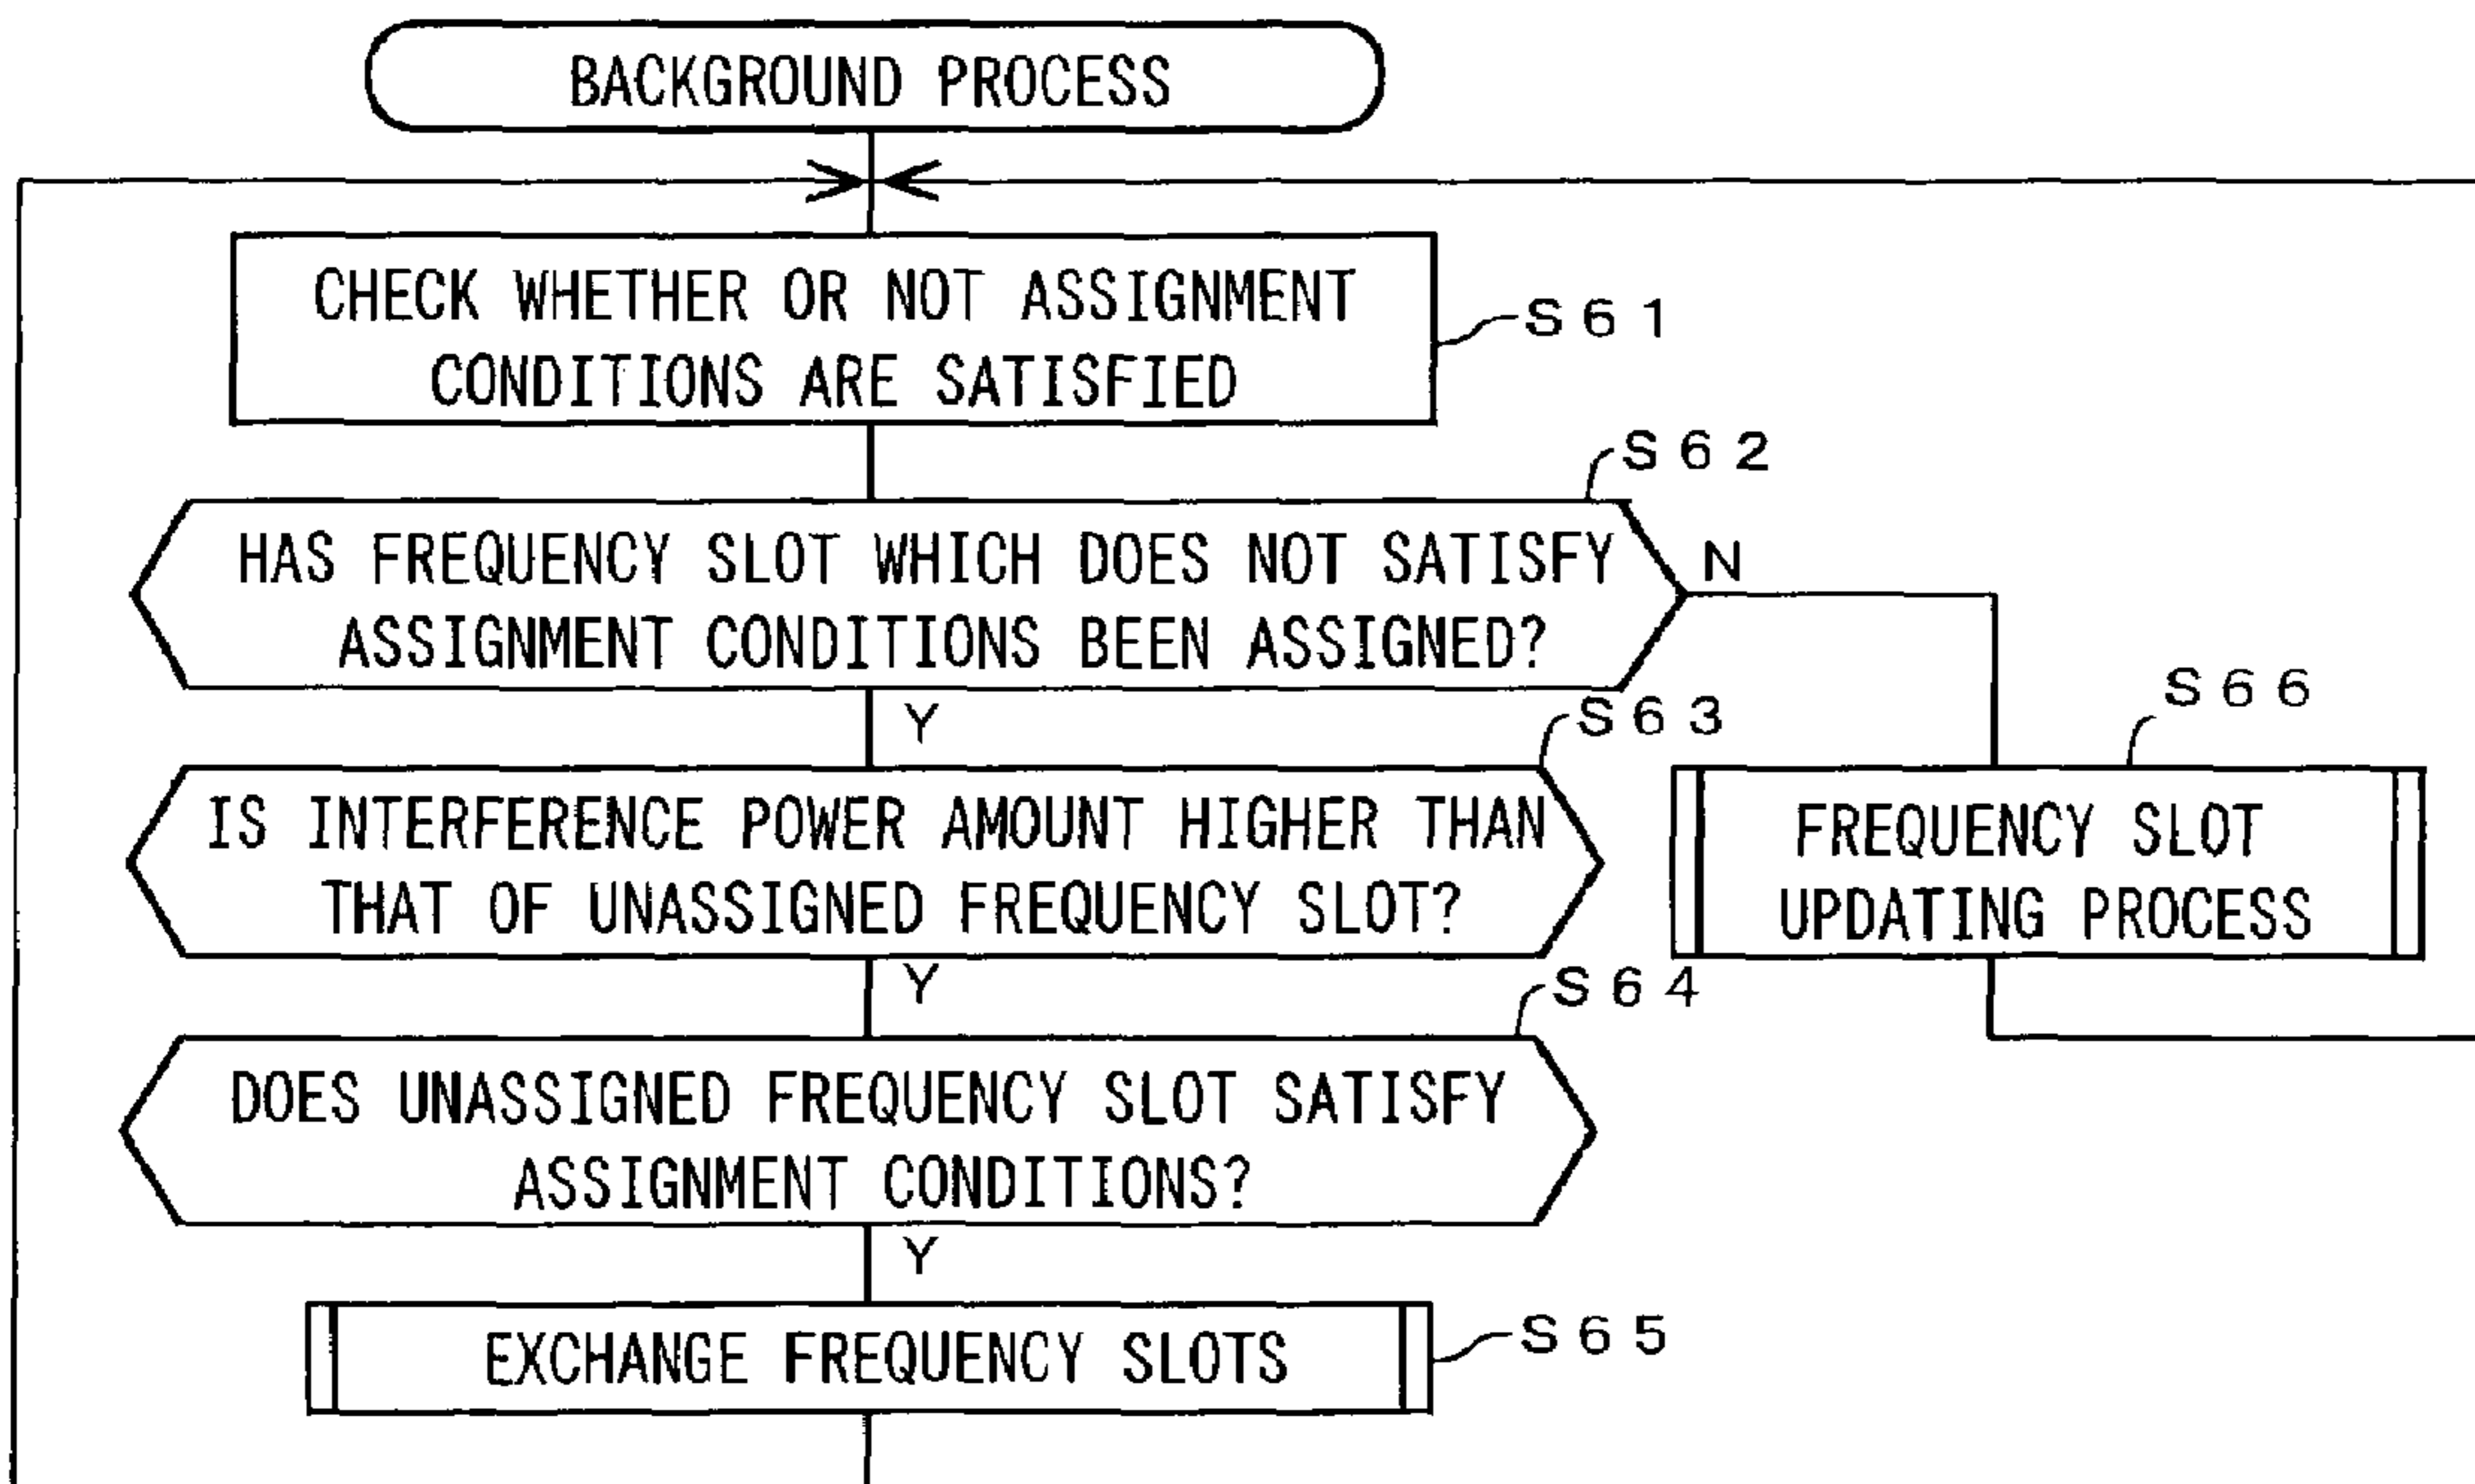 BACKGROUND PROCESS
CHECK WHETHER OR NOT ASSIGNMENT
CONDITIONS ARE SATISFIED
S61
S62
HAS FREQUENCY SLOT WHICH DOES NOT SATISFY
ASSIGNMENT CONDITIONS BEEN ASSIGNED?
N
Y
S63
S66
IS INTERFERENCE POWER AMOUNT HIGHER THAN
THAT OF UNASSIGNED FREQUENCY SLOT?
FREQUENCY SLOT
UPDATING PROCESS
Y
S64
DOES UNASSIGNED FREQUENCY SLOT SATISFY
ASSIGNMENT CONDITIONS?
Y
EXCHANGE FREQUENCY SLOTS
S65